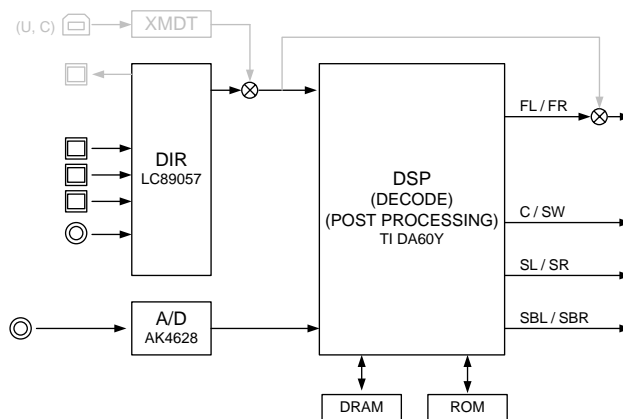 (U, C)
XMDT
DIR
LC89057
DSP
(DECODE)
(POST PROCESSING)
TI DA60Y
FL / FR
C / SW
SL / SR
SBL / SBR
A/D
AK4628
DRAM
ROM